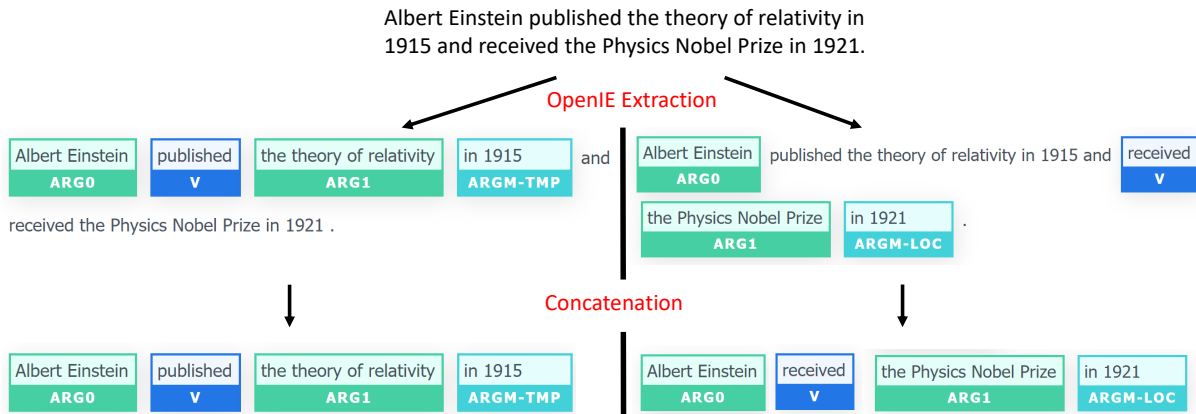 Albert Einstein published the theory of relativity in
1915 and received the Physics Nobel Prize in 1921.
OpenIE Extraction
Albert Einstein published the theory of relativity in 1915 and
ARG0 V ARG1 ARGM-TMP
received the Physics Nobel Prize in 1921 .
Albert Einstein published the theory of relativity in 1915 and received
ARG0 V
the Physics Nobel Prize in 1921 .
ARG1 ARGM-LOC
Concatenation
Albert Einstein published the theory of relativity in 1915
ARG0 V ARG1 ARGM-TMP
Albert Einstein received the Physics Nobel Prize in 1921
ARG0 V ARG1 ARGM-LOC